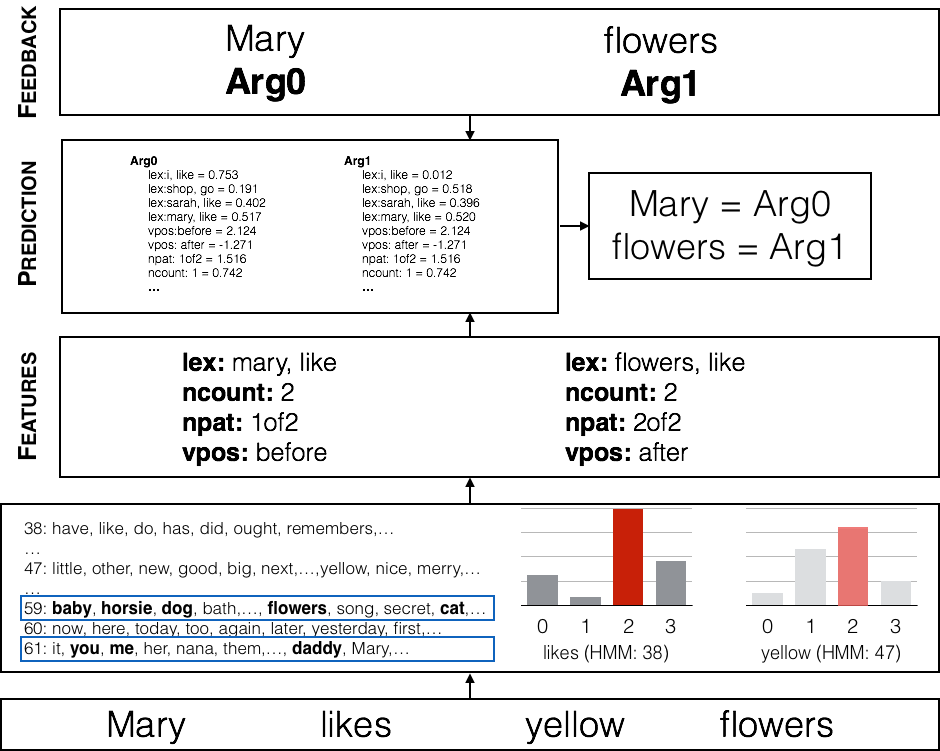 FEEDBACK
Mary flowers
Arg0 Arg1
PREDICTION
Arg0
lex:i, like = 0.753
lex:shop, go = 0.191
lex:sarah, like = 0.402
lex:mary, like = 0.517
vpos:before = 2.124
vpos: after = -1.271
npat: 1of2 = 1.516
ncount: 1 = 0.742
...
Arg1
lex:i, like = 0.012
lex:shop, go = 0.518
lex:sarah, like = 0.396
lex:mary, like = 0.520
vpos:before = 2.124
vpos: after = -1.271
npat: 1of2 = 1.516
ncount: 1 = 0.742
...
Mary = Arg0
flowers = Arg1
FEATURES
lex: mary, like
ncount: 2
npat: 1of2
vpos: before
lex: flowers, like
ncount: 2
npat: 2of2
vpos: after
38: have, like, do, has, did, ought, remembers,…
…
47: little, other, new, good, big, next,…,yellow, nice, merry,…
…
59: baby, horsie, dog, bath,…, flowers, song, secret, cat,…
60: now, here, today, too, again, later, yesterday, first,…
61: it, you, me, her, nana, them,…, daddy, Mary,…
0 1 2 3
likes (HMM: 38)
0 1 2 3
yellow (HMM: 47)
Mary likes yellow flowers